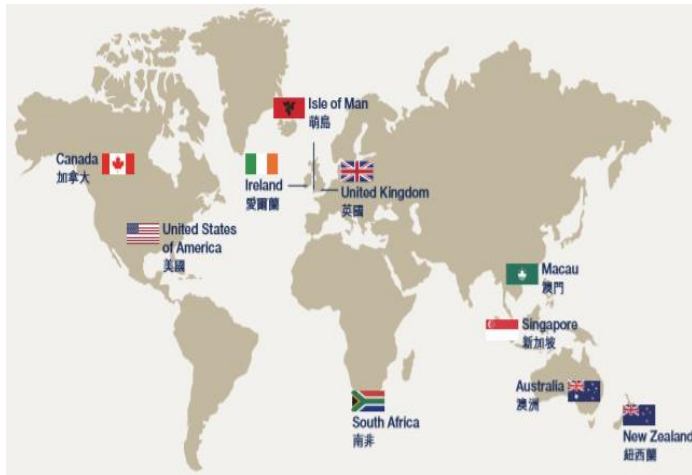 Isle of Man
萌島
Canada
加拿大
Ireland
愛爾蘭
United Kingdom
英國
United States
of America
美國
Macau
澳門
Singapore
新加坡
Australia
澳洲
South Africa
南非
New Zealand
紐西蘭